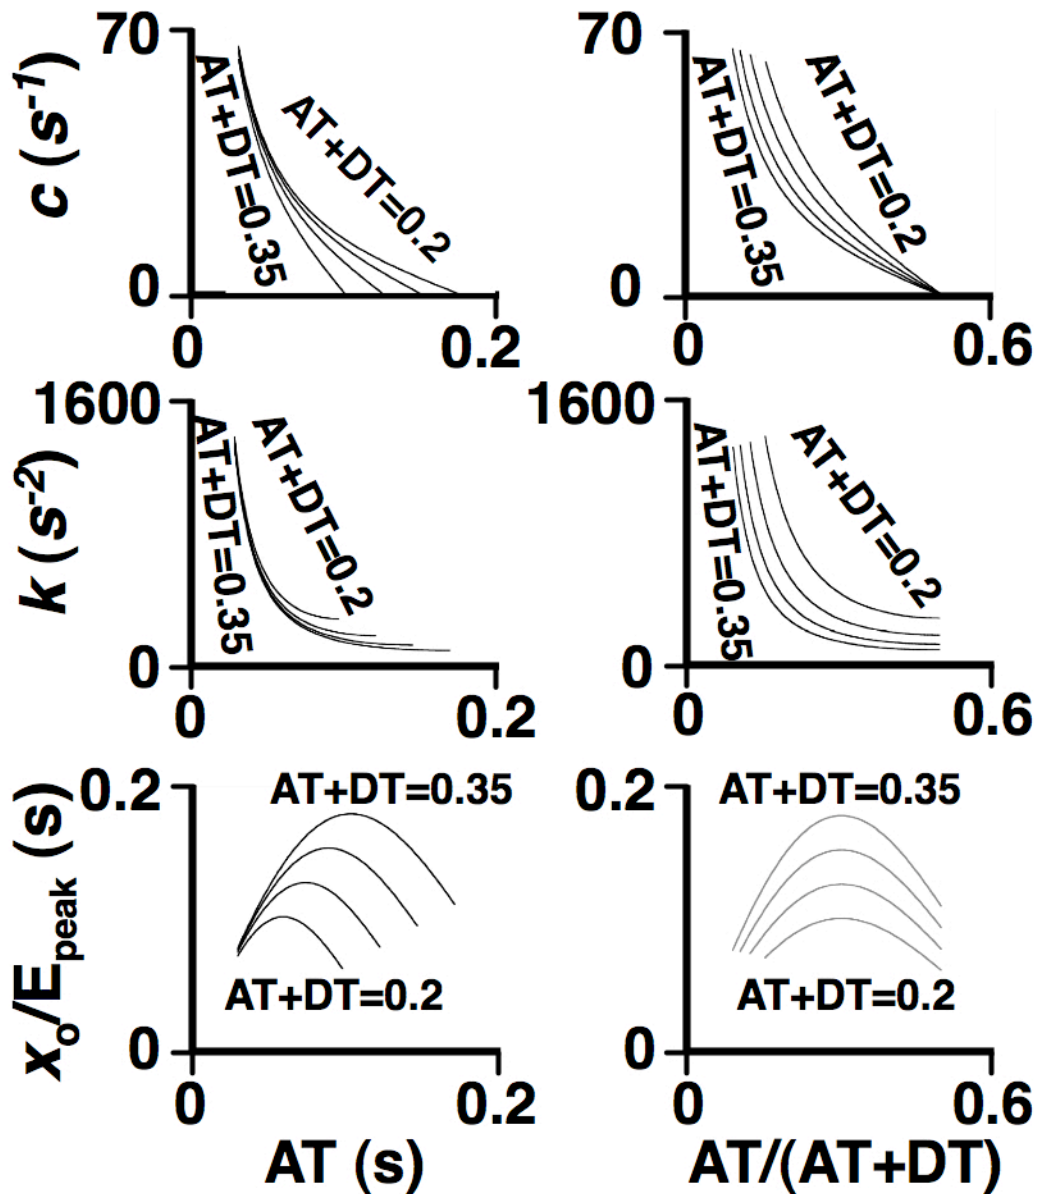 70
c (s⁻¹)
AT+DT=0.35
AT+DT=0.2
0
0
0.2
70
AT+DT=0.35
AT+DT=0.2
0
0
0.6
1600
k (s⁻²)
AT+DT=0.35
AT+DT=0.2
0
0
0.2
1600
AT+DT=0.35
AT+DT=0.2
0
0
0.6
0.2
xₒ/Epeak (s)
AT+DT=0.35
AT+DT=0.2
0
0
0.2
AT (s)
0.2
AT+DT=0.35
AT+DT=0.2
0
0
0.6
AT/(AT+DT)